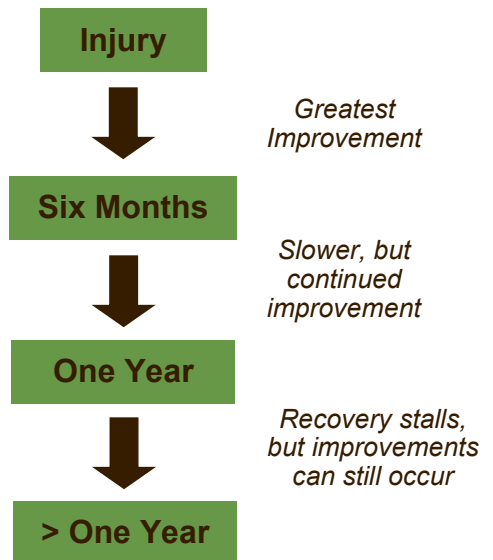 Injury
Greatest
Improvement
Six Months
Slower, but
continued
improvement
One Year
Recovery stalls,
but improvements
can still occur
> One Year